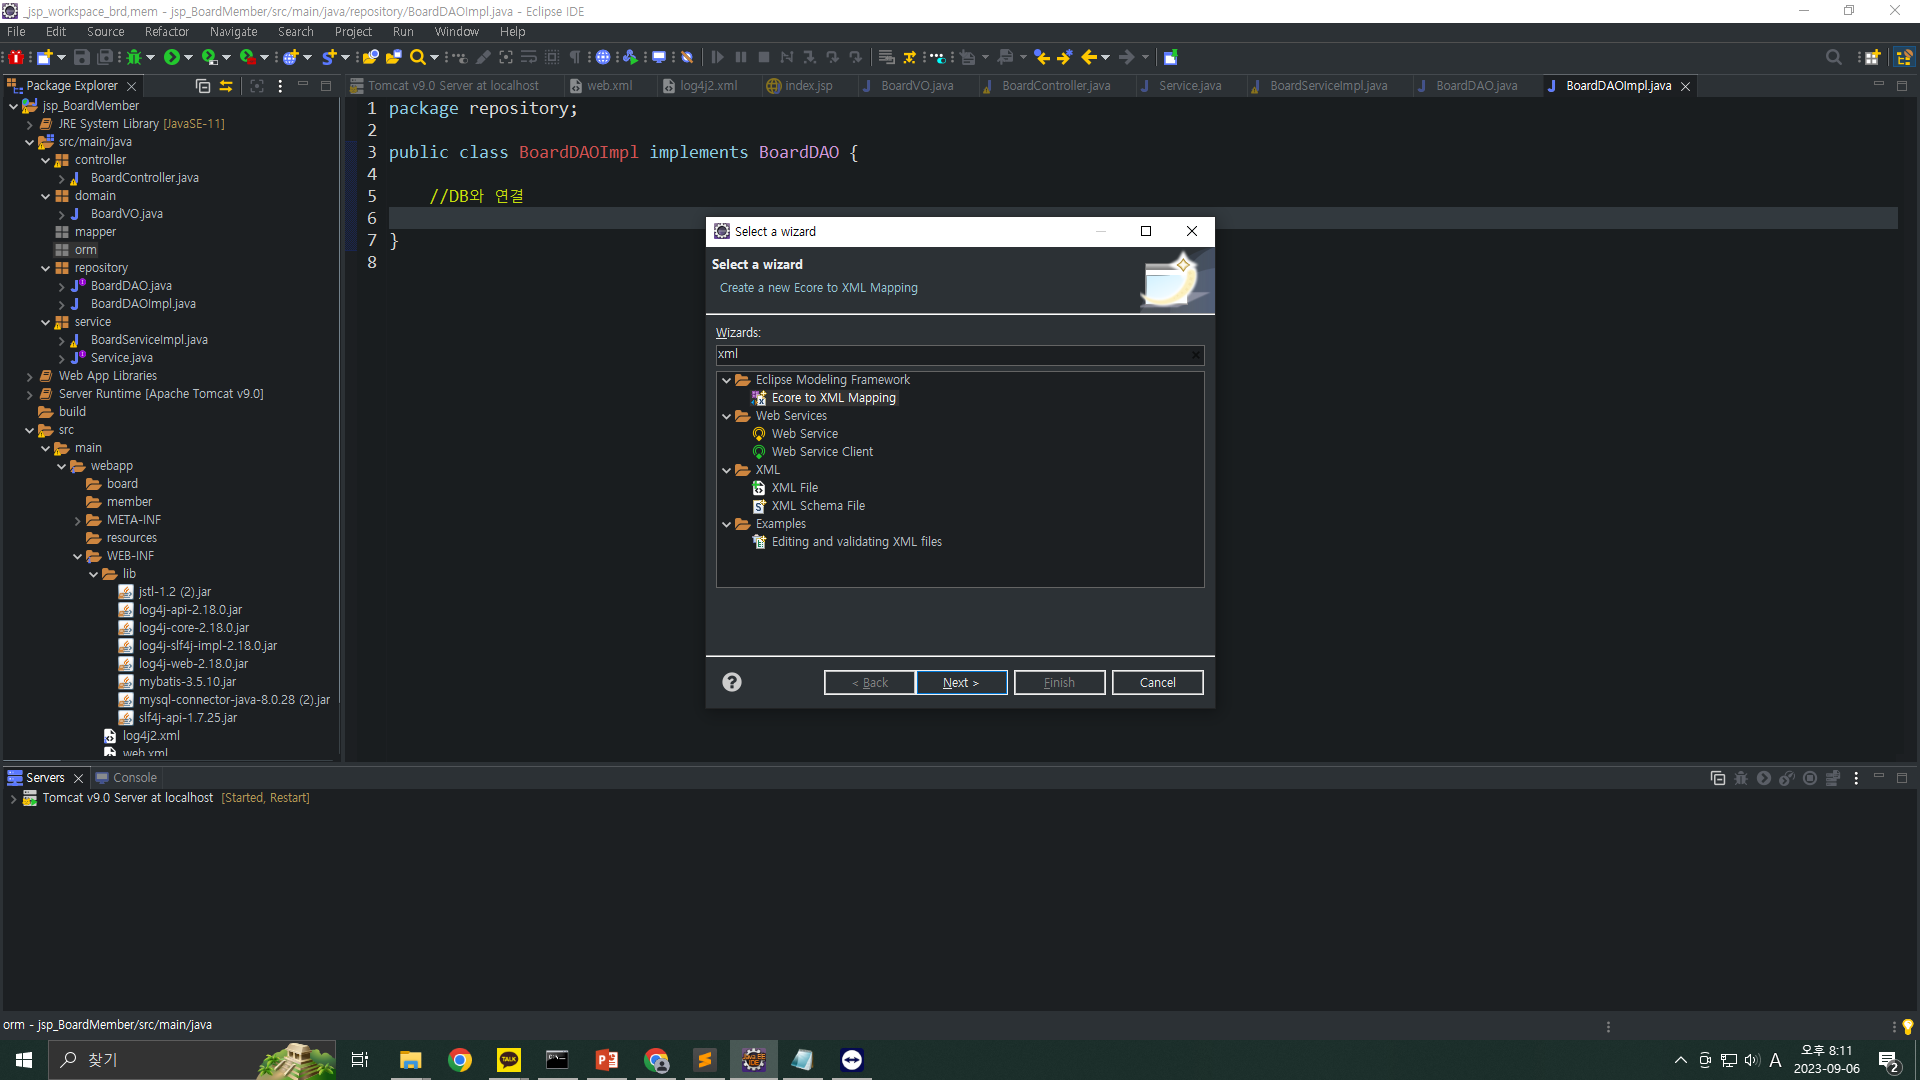 _jsp_workspace_brd,mem - jsp_BoardMember/src/main/java/repository/BoardDAOImpl.java - Eclipse IDE
File Edit Source Refactor Navigate Search Project Run Window Help
Package Explorer
Tomcat v9.0 Server at localhost web.xml log4j2.xml index.jsp BoardVO.java BoardController.java Service.java BoardServiceImpl.java BoardDAO.java BoardDAOImpl.java
jsp_BoardMember
JRE System Library [JavaSE-11]
src/main/java
controller
BoardController.java
domain
BoardVO.java
mapper
orm
repository
BoardDAO.java
BoardDAOImpl.java
service
BoardServiceImpl.java
Service.java
Web App Libraries
Server Runtime [Apache Tomcat v9.0]
build
src
main
webapp
board
member
META-INF
resources
WEB-INF
lib
jstl-1.2 (2).jar
log4j-api-2.18.0.jar
log4j-core-2.18.0.jar
log4j-slf4j-impl-2.18.0.jar
log4j-web-2.18.0.jar
mybatis-3.5.10.jar
mysql-connector-java-8.0.28 (2).jar
slf4j-api-1.7.25.jar
log4j2.xml
web.xml
1 package repository;
2
3 public class BoardDAOImpl implements BoardDAO {
4
5 //DB와 연결
6
7 }
8
Select a wizard
Select a wizard
Create a new Ecore to XML Mapping
Wizards:
xml
Eclipse Modeling Framework
Ecore to XML Mapping
Web Services
Web Service
Web Service Client
XML
XML File
XML Schema File
Examples
Editing and validating XML files
< Back Next > Finish Cancel
Servers Console
Tomcat v9.0 Server at localhost [Started, Restart]
orm - jsp_BoardMember/src/main/java
찾기
TALK
A
오후 8:11
2023-09-06
2